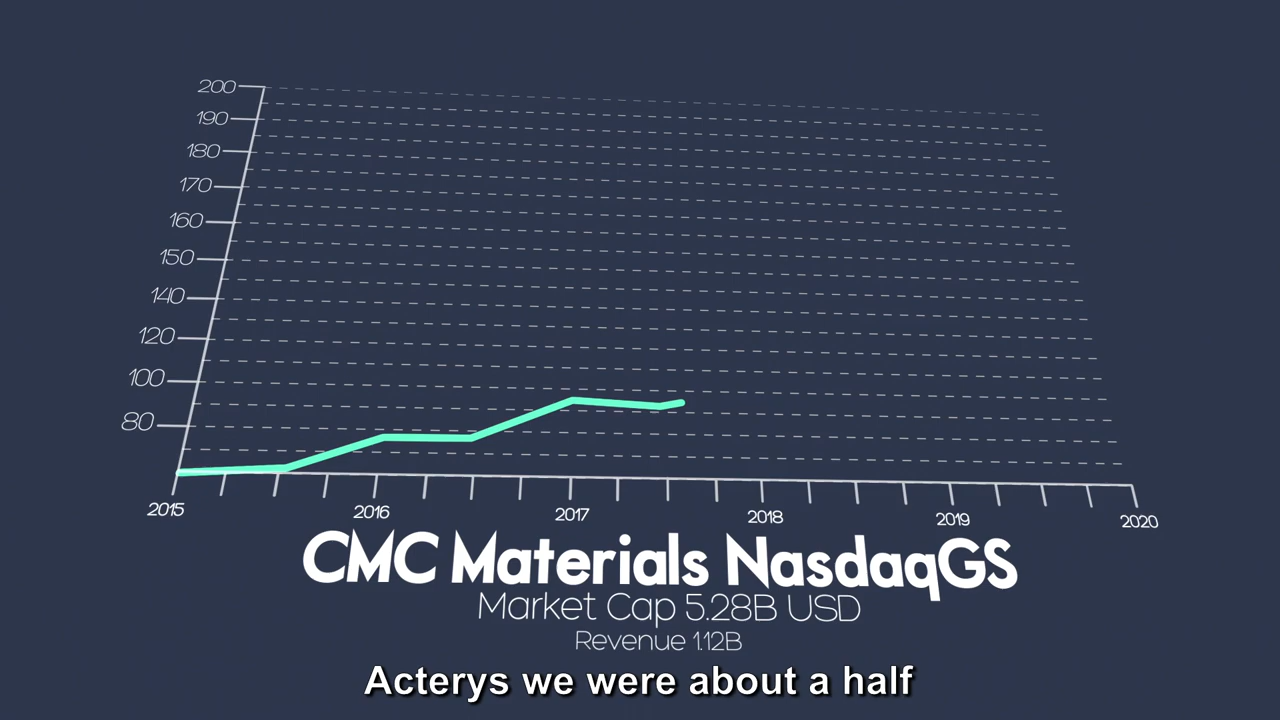 200
190
180
170
160
150
140
120
100
80
2015 2016 2017 2018 2019 2020
CMC Materials NasdaqGS
Market Cap 5.28B USD
Revenue 1.12B
Acterys we were about a half